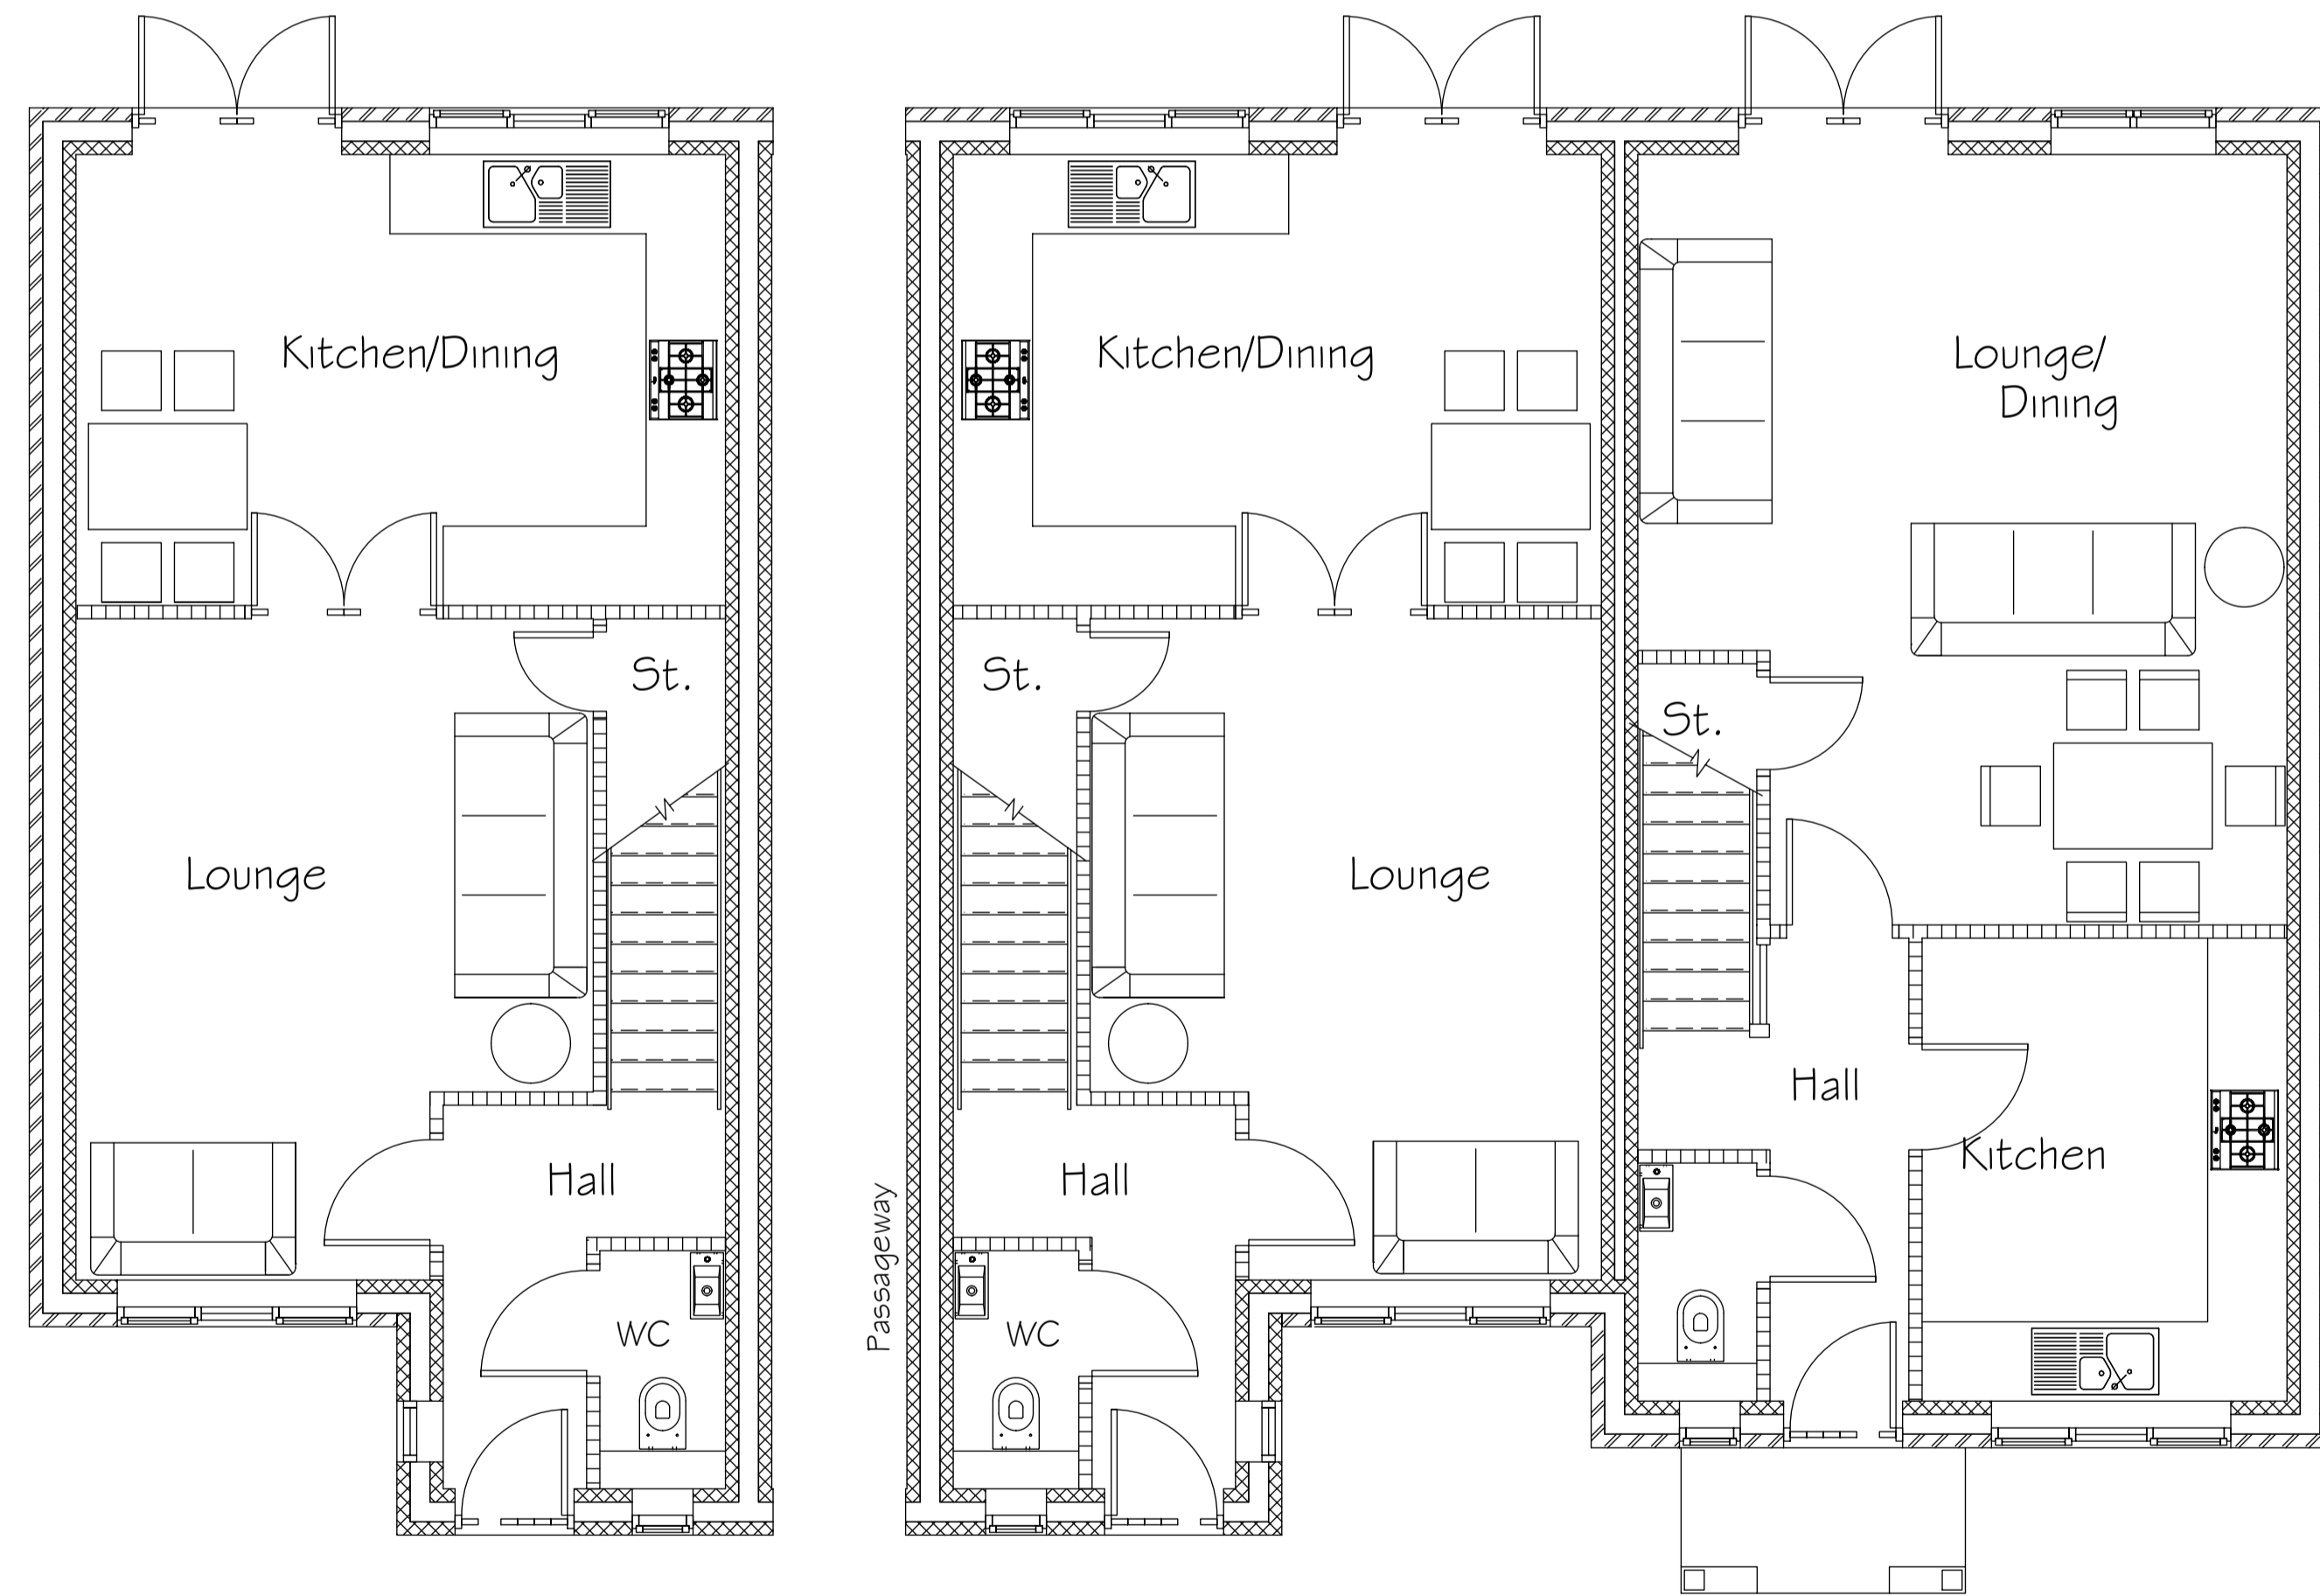 Kitchen/Dining
St.
Lounge
Hall
WC
Passageway
Kitchen/Dining
St.
Lounge
Hall
WC
Lounge/
Dining
St.
Hall
Kitchen